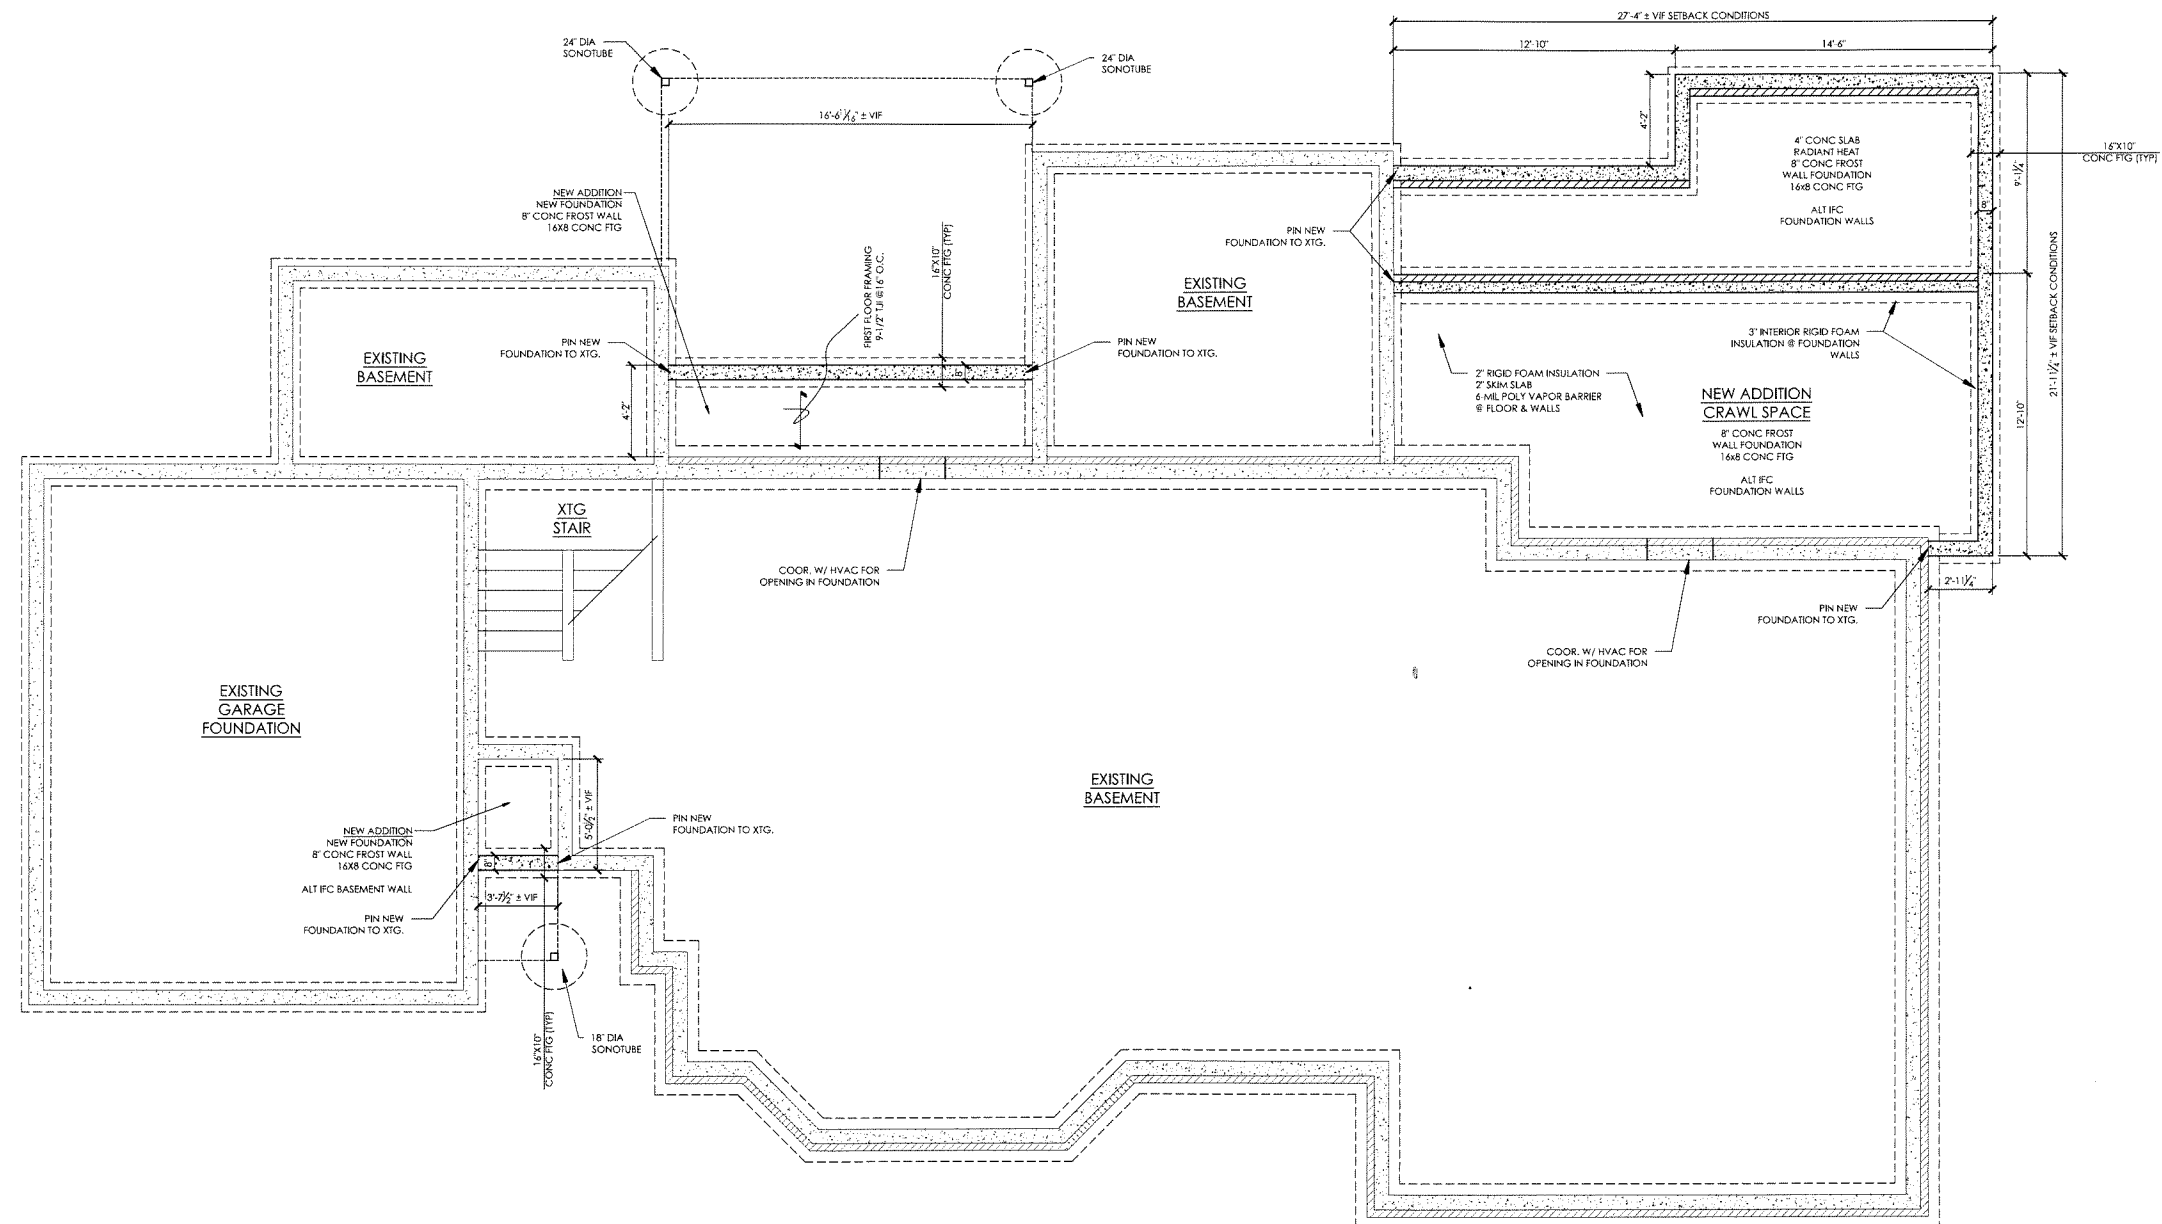 27'-4" ± VIF SETBACK CONDITIONS
12'-10"
14'-6"
24" DIA
SONOTUBE
24" DIA
SONOTUBE
16'-6 11/16" ± VIF
4'-2"
4" CONC SLAB
RADIANT HEAT
8" CONC FROST
WALL FOUNDATION
16x8 CONC FTG
ALT IFC
FOUNDATION WALLS
16"X10"
CONC FTG (TYP)
9'-1 1/4"
8"
NEW ADDITION
NEW FOUNDATION
8" CONC FROST WALL
16X8 CONC FTG
FIRST FLOOR FRAMING
9-1/2" TJI @16" O.C.
16"X10"
CONC FTG (TYP)
PIN NEW
FOUNDATION TO XTG.
EXISTING
BASEMENT
21'-11 1/4" ± VIF SETBACK CONDITIONS
3" INTERIOR RIGID FOAM
INSULATION @ FOUNDATION
WALLS
PIN NEW
FOUNDATION TO XTG.
PIN NEW
FOUNDATION TO XTG.
EXISTING
BASEMENT
8"
4'-2"
2" RIGID FOAM INSULATION
2" SKIM SLAB
6-MIL POLY VAPOR BARRIER
@ FLOOR & WALLS
NEW ADDITION
CRAWL SPACE
8" CONC FROST
WALL FOUNDATION
16x8 CONC FTG
ALT IFC
FOUNDATION WALLS
12'-10"
XTG
STAIR
COOR. W/ HVAC FOR
OPENING IN FOUNDATION
2'-11 1/4"
PIN NEW
FOUNDATION TO XTG.
COOR. W/ HVAC FOR
OPENING IN FOUNDATION
EXISTING
GARAGE
FOUNDATION
EXISTING
BASEMENT
5'-0 1/2" ± VIF
PIN NEW
FOUNDATION TO XTG.
NEW ADDITION
NEW FOUNDATION
8" CONC FROST WALL
16X8 CONC FTG
ALT IFC BASEMENT WALL
8"
3'-7 1/2" ± VIF
PIN NEW
FOUNDATION TO XTG.
16"X10"
CONC FTG (TYP)
18" DIA
SONOTUBE